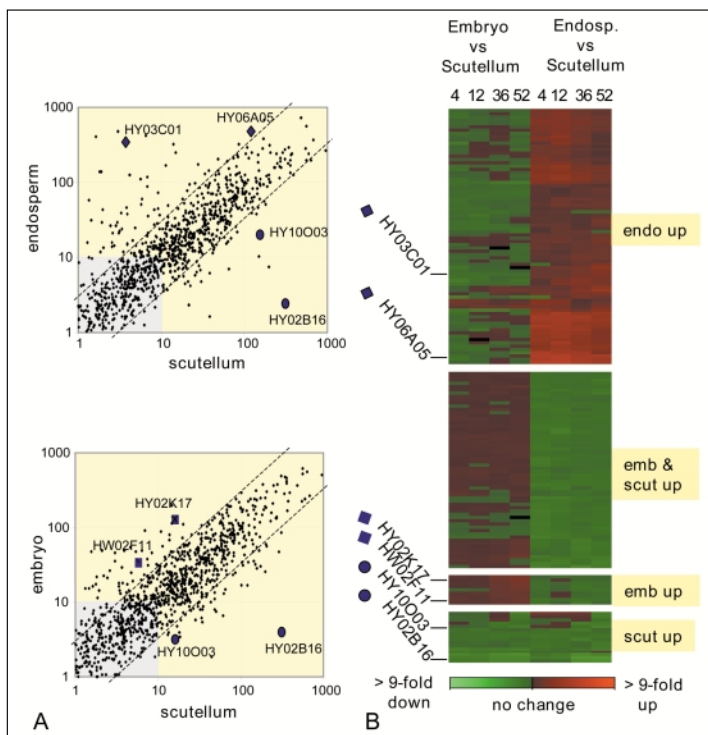 1000
100
10
1
endosperm
HY03C01
HY06A05
HY10O03
HY02B16
1
10
100
1000
scutellum
1000
100
10
1
embryo
HY02K17
HW02F11
HY10O03
HY02B16
1
10
100
1000
scutellum
A
Embryo
vs
Scutellum
Endosp.
vs
Scutellum
4 12 36 52 4 12 36 52
HY03C01
HY06A05
HY02K17
HW02F11
HY10O03
HY02B16
endo up
emb &
scut up
emb up
scut up
> 9-fold
down
no change
> 9-fold
up
B